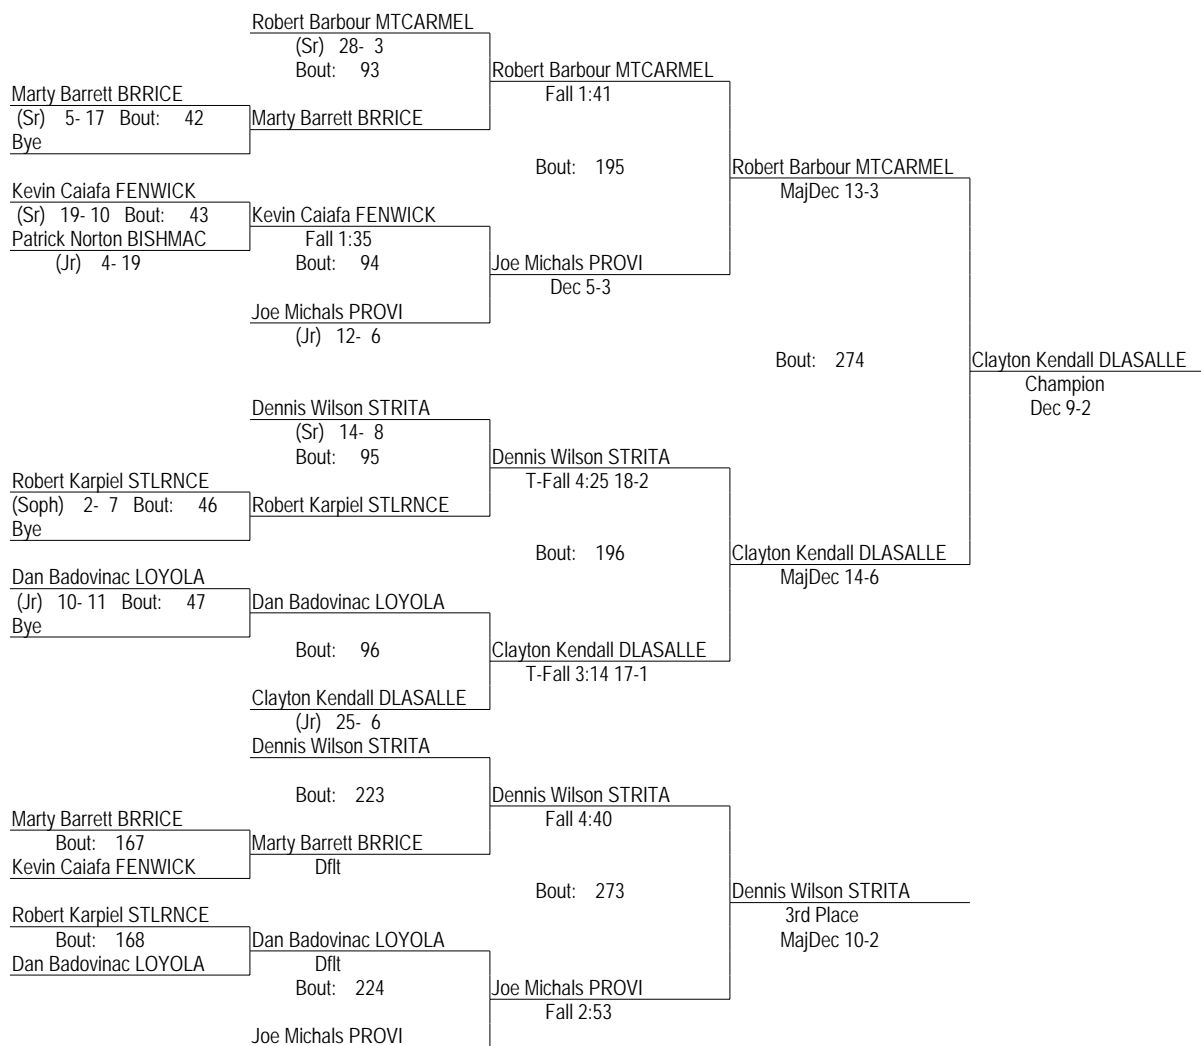 Robert Barbour MTCARMEL
(Sr) 28- 3
Bout: 93
Robert Barbour MTCARMEL
Fall 1:41
Marty Barrett BRRICE
(Sr) 5- 17 Bout: 42
Bye
Marty Barrett BRRICE
Bout: 195
Robert Barbour MTCARMEL
MajDec 13-3
Kevin Caiafa FENWICK
(Sr) 19- 10 Bout: 43
Patrick Norton BISHMAC
(Jr) 4- 19
Kevin Caiafa FENWICK
Fall 1:35
Bout: 94
Joe Michals PROVI
Dec 5-3
Joe Michals PROVI
(Jr) 12- 6
Bout: 274
Clayton Kendall DLASALLE
Champion
Dec 9-2
Dennis Wilson STRITA
(Sr) 14- 8
Bout: 95
Dennis Wilson STRITA
T-Fall 4:25 18-2
Robert Karpiel STLRNCE
(Soph) 2- 7 Bout: 46
Bye
Robert Karpiel STLRNCE
Bout: 196
Clayton Kendall DLASALLE
MajDec 14-6
Dan Badovinac LOYOLA
(Jr) 10- 11 Bout: 47
Bye
Dan Badovinac LOYOLA
Bout: 96
Clayton Kendall DLASALLE
T-Fall 3:14 17-1
Clayton Kendall DLASALLE
(Jr) 25- 6
Dennis Wilson STRITA
Bout: 223
Dennis Wilson STRITA
Fall 4:40
Marty Barrett BRRICE
Bout: 167
Kevin Caiafa FENWICK
Marty Barrett BRRICE
Dflt
Bout: 273
Dennis Wilson STRITA
3rd Place
MajDec 10-2
Robert Karpiel STLRNCE
Bout: 168
Dan Badovinac LOYOLA
Dan Badovinac LOYOLA
Dflt
Bout: 224
Joe Michals PROVI
Fall 2:53
Joe Michals PROVI